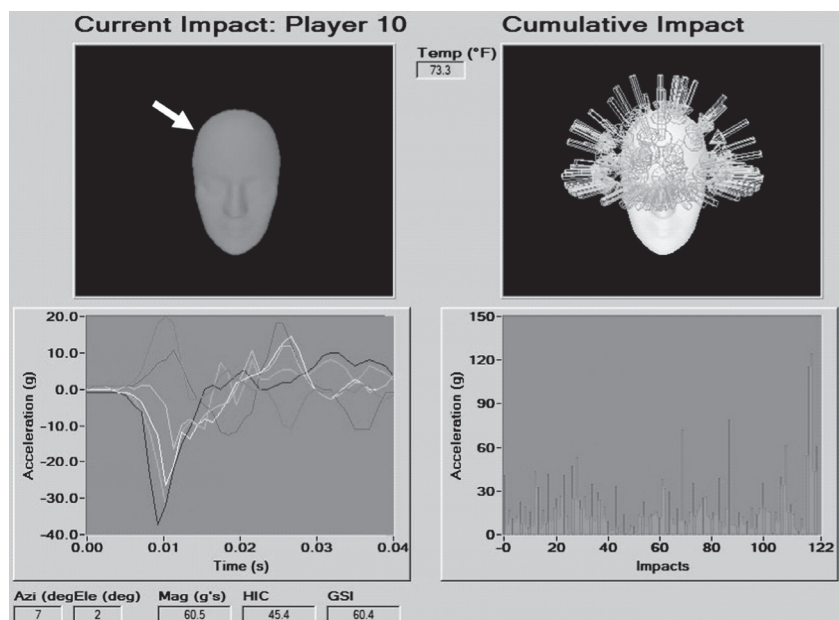 Current Impact: Player 10
Temp (°F)
73.3
Cumulative Impact
20.0
10.0
0.0
-10.0
-20.0
-30.0
-40.0
Acceleration (g)
0.00 0.01 0.02 0.03 0.04
Time (s)
150
120
90
60
30
0
Acceleration (g)
-0 20 40 60 80 100 122
Impacts
Azi (deg Ele (deg) Mag (g's) HIC GSI
7 2 60.5 45.4 60.4